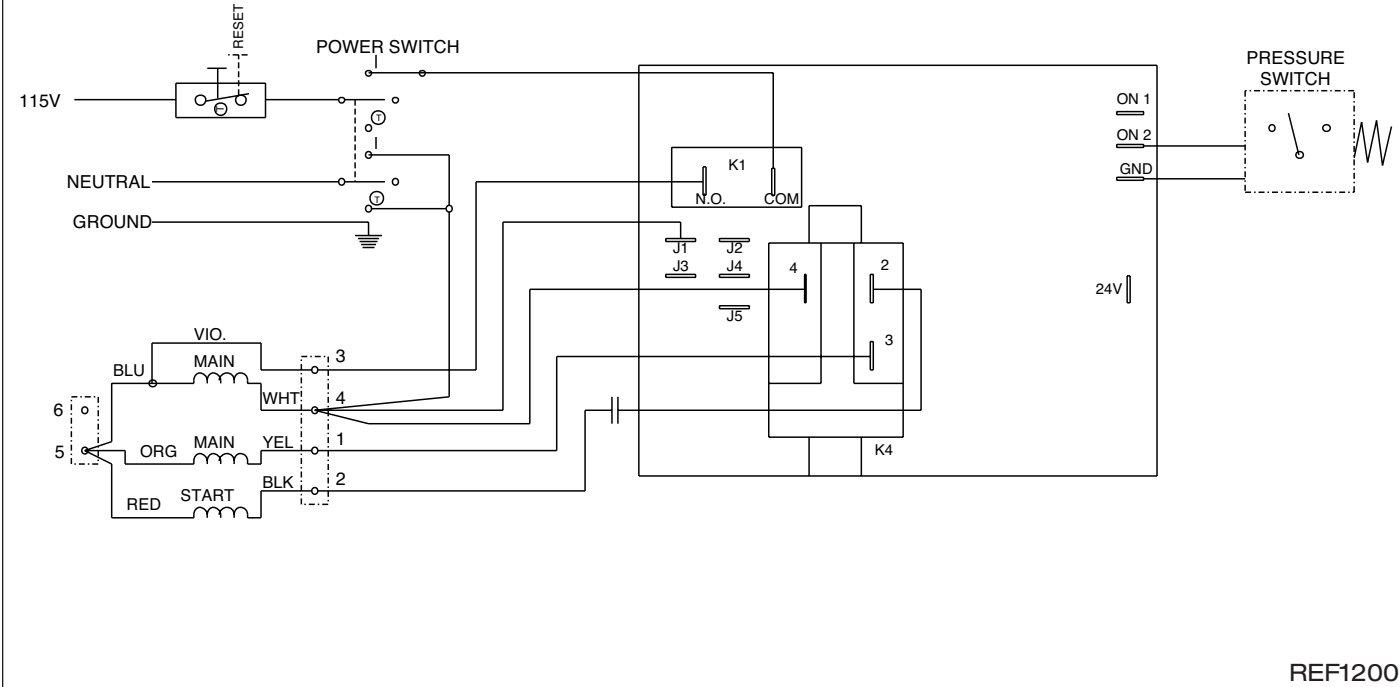 RESET
POWER SWITCH
PRESSURE
SWITCH
115V
ON 1
T
ON 2
K1
GND
NEUTRAL
T
N.O.
COM
GROUND
J1
J2
J3
J4
4
2
24V
J5
VIO.
3
3
MAIN
BLU
WHT
4
6
MAIN
YEL
1
5
ORG
K4
BLK
2
START
RED
REF1200